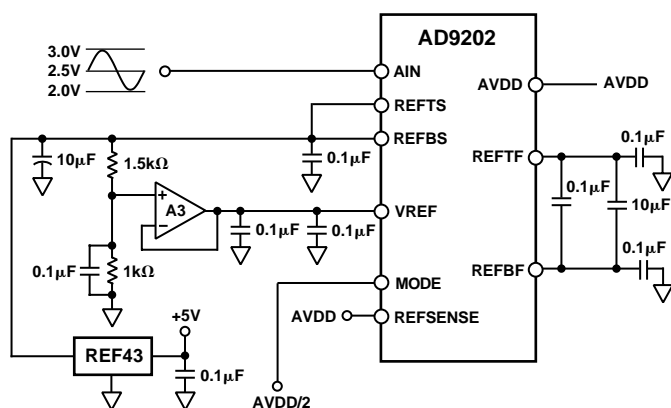 AD9202
3.0V
2.5V
2.0V
AIN
AVDD
AVDD
REFTS
REFBS
10µF
1.5kΩ
0.1µF
REFTF
0.1µF
0.1µF
10µF
A3
+
−
VREF
0.1µF
0.1µF
0.1µF
1kΩ
MODE
REFBF
0.1µF
AVDD
REFSENSE
+5V
REF43
0.1µF
AVDD/2